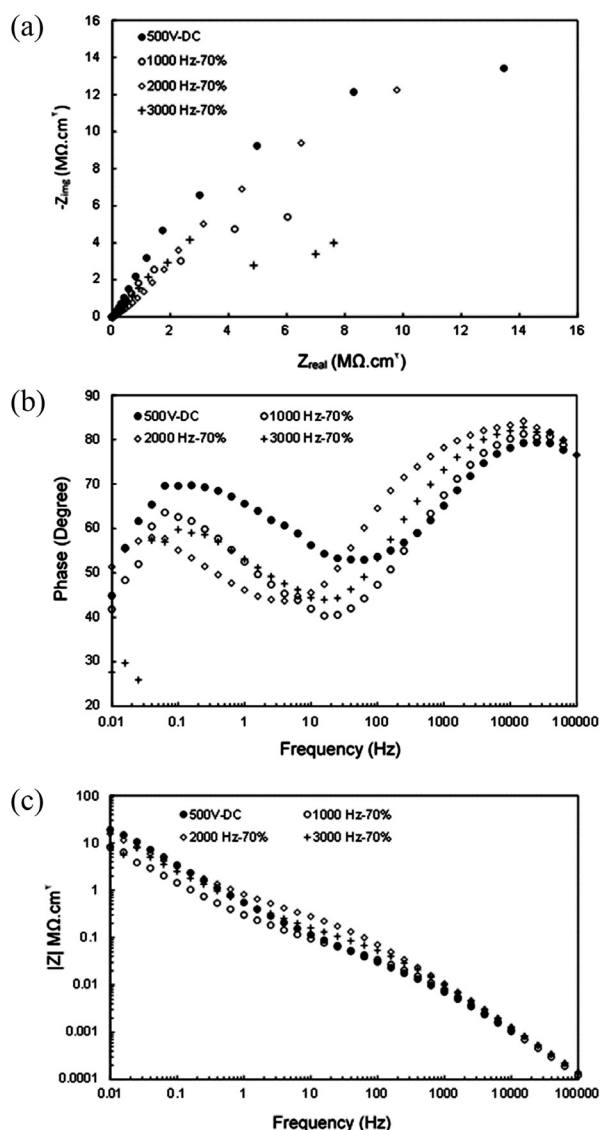 (a)
500V-DC
1000 Hz-70%
2000 Hz-70%
3000 Hz-70%
16
14
12
10
8
6
4
2
0
-Zimg (MΩ.cm٢)
0 2 4 6 8 10 12 14 16
Zreal (MΩ.cm٢)
(b)
500V-DC 1000 Hz-70%
2000 Hz-70% 3000 Hz-70%
90
80
70
60
50
40
30
20
Phase (Degree)
0.01 0.1 1 10 100 1000 10000 100000
Frequency (Hz)
(c)
500V-DC 1000 Hz-70%
2000 Hz-70% 3000 Hz-70%
100
10
1
0.1
0.01
0.001
0.0001
|Z| MΩ.cm٢
0.01 0.1 1 10 100 1000 10000 100000
Frequency (Hz)